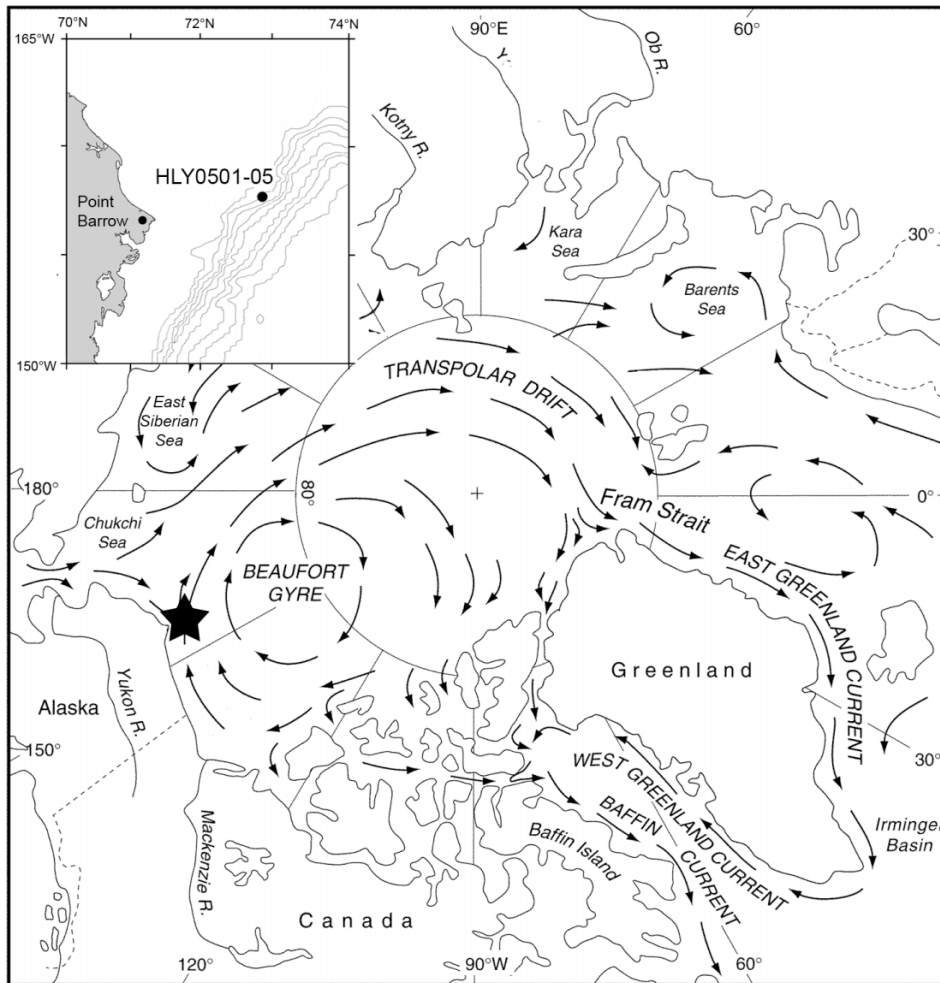 70°N
72°N
74°N
165°W
HLY0501-05
Point
Barrow
150°W
90°E
60°
Y.
Ob R.
Kotny R.
Kara
Sea
30°
Barents
Sea
TRANSPOLAR DRIFT
East
Siberian
Sea
180°
80°
0°
Chukchi
Sea
Fram Strait
BEAUFORT
GYRE
EAST GREENLAND CURRENT
Greenland
Alaska
Yukon R.
150°
30°
WEST GREENLAND CURRENT
BAFFIN
CURRENT
Irminger
Basin
Mackenzie R.
Baffin Island
Canada
120°
90°W
60°